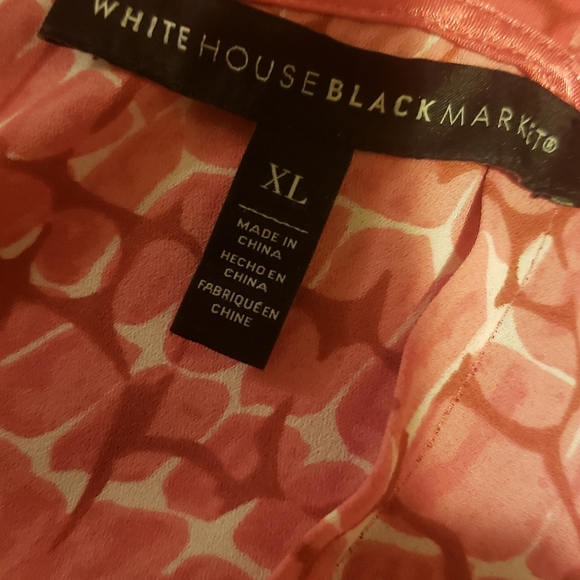 WHITE HOUSE BLACK MARKET®
XL
MADE IN
CHINA
HECHO EN
CHINA
FABRIQUÉ EN
CHINE